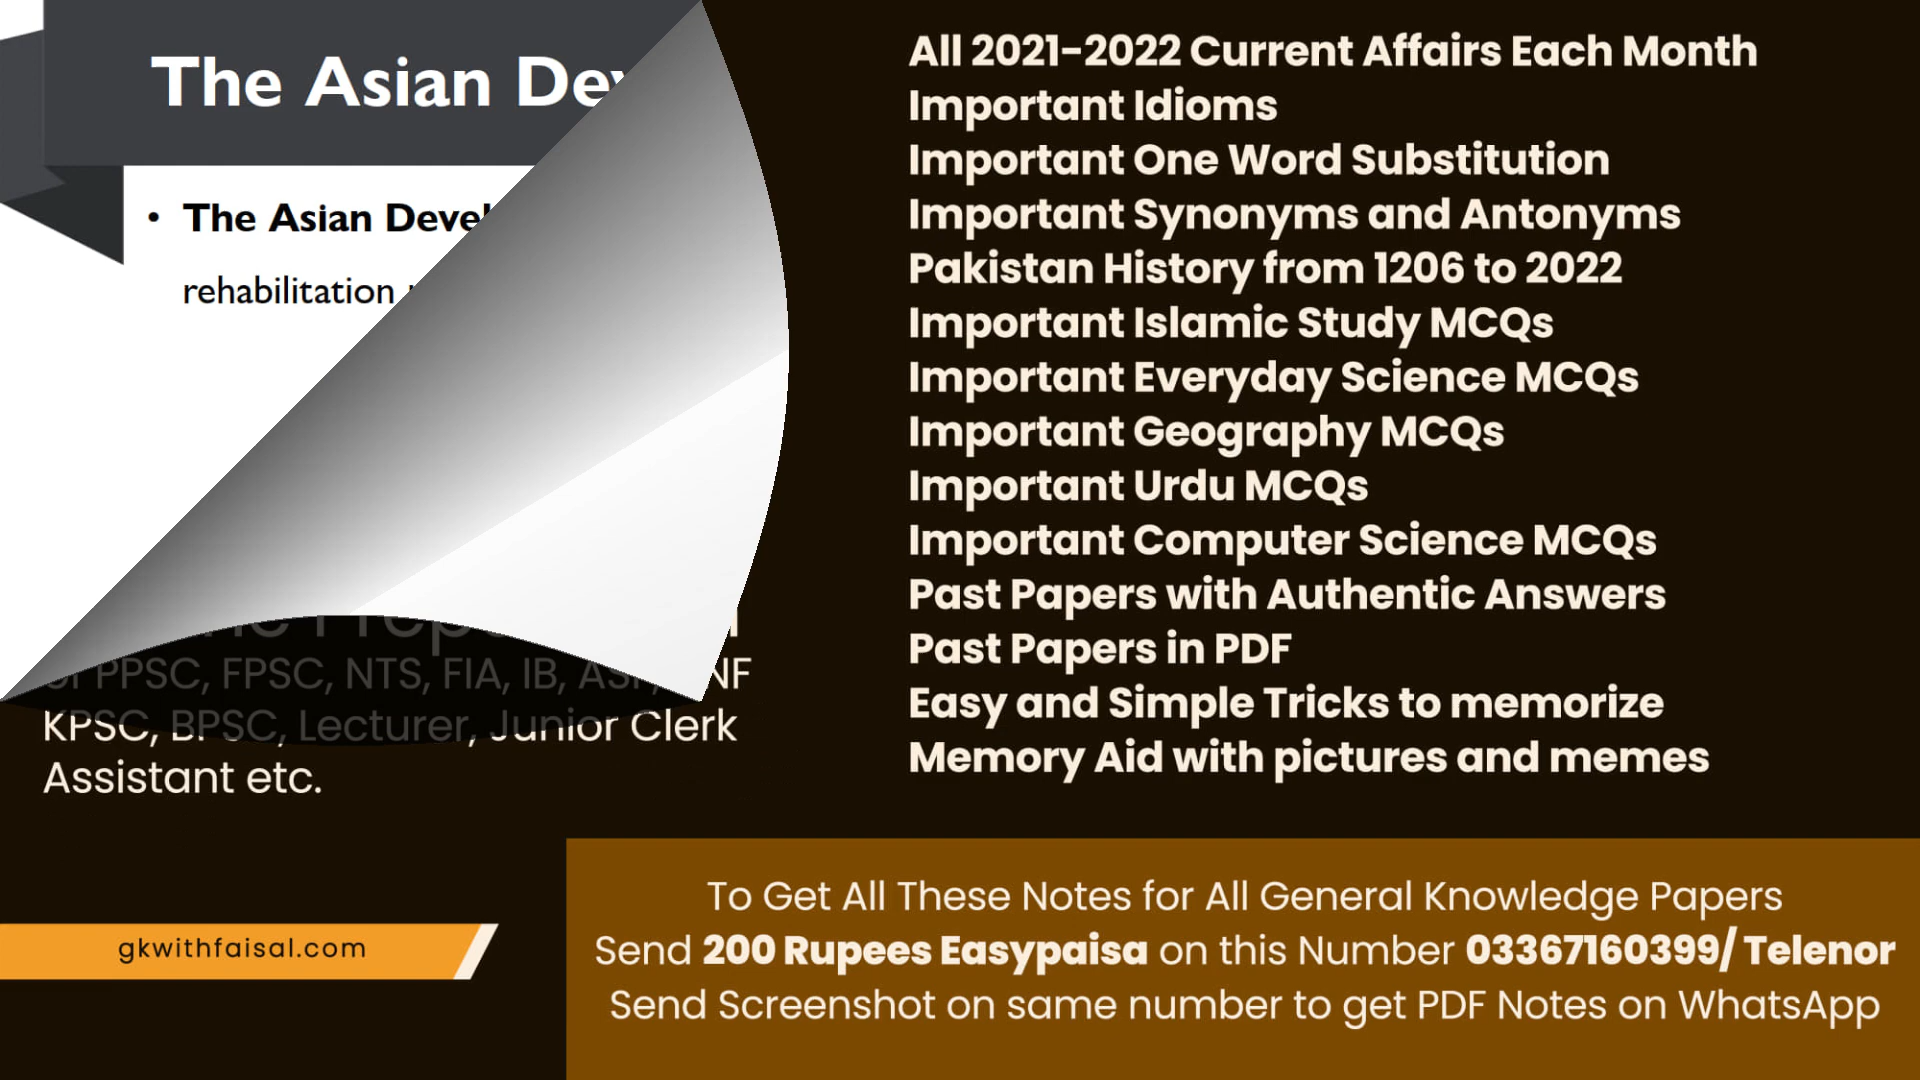 The Asian
• The Asian
rehabilitation
PPSC, FPSC, NTS, FIA, IB,
KPSC, BPSC, Lecturer, Junior Clerk
Assistant etc.
gkwithfaisal.com
All 2021-2022 Current Affairs Each Month
Important Idioms
Important One Word Substitution
Important Synonyms and Antonyms
Pakistan History from 1206 to 2022
Important Islamic Study MCQs
Important Everyday Science MCQs
Important Geography MCQs
Important Urdu MCQs
Important Computer Science MCQs
Past Papers with Authentic Answers
Past Papers in PDF
Easy and Simple Tricks to memorize
Memory Aid with pictures and memes
To Get All These Notes for All General Knowledge Papers
Send 200 Rupees Easypaisa on this Number 03367160399/ Telenor
Send Screenshot on same number to get PDF Notes on WhatsApp